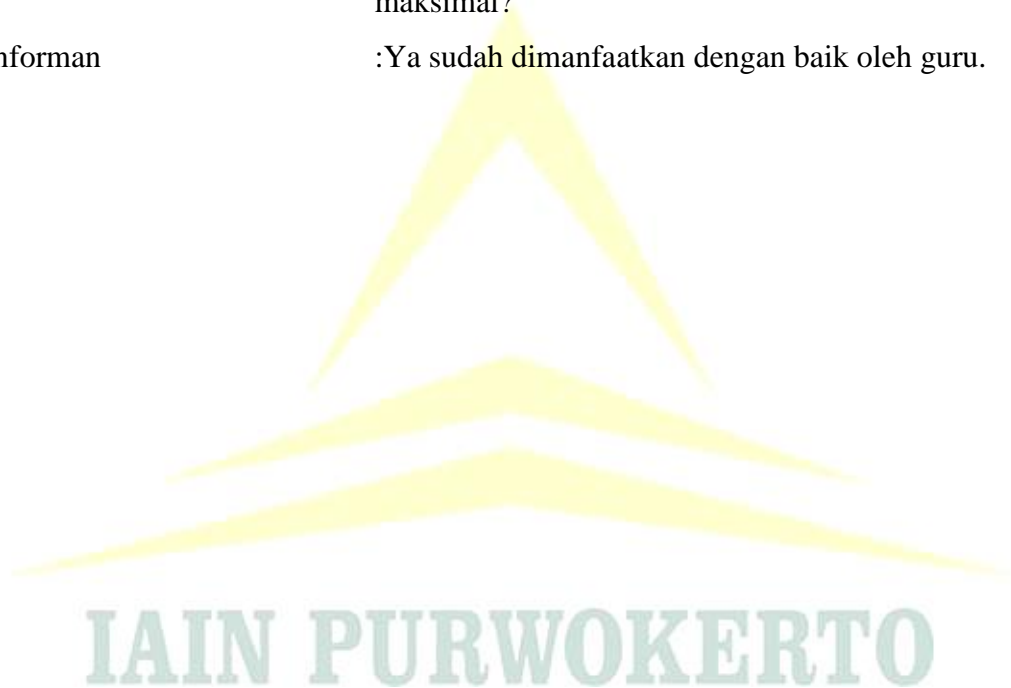 maksimal?
nforman :Ya sudah dimanfaatkan dengan baik oleh guru.
IAIN PURWOKERTO